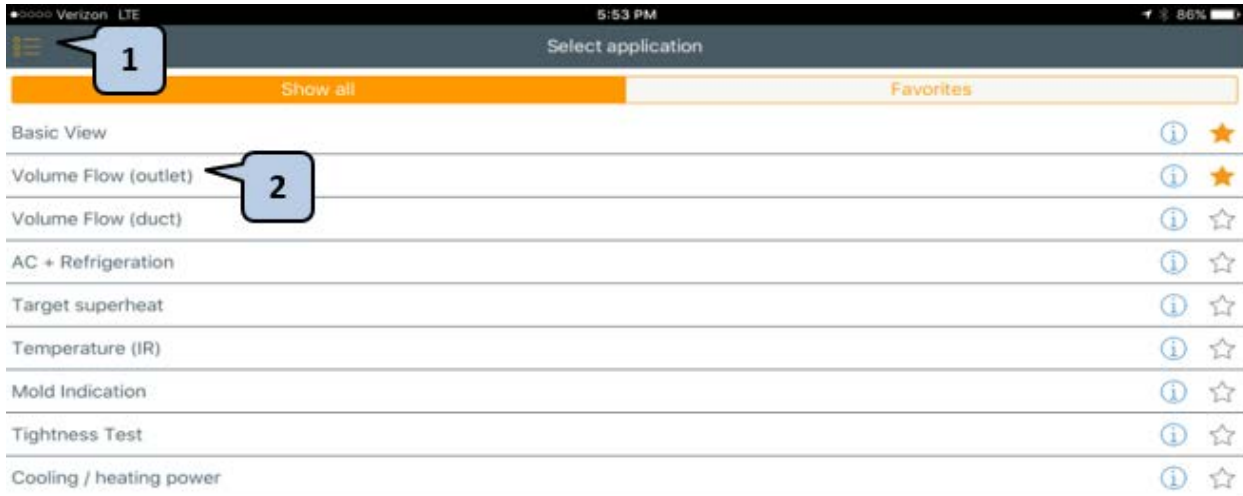 Verizon LTE 5:53 PM 86%
1 Select application
Show all Favorites
Basic View
Volume Flow (outlet) 2
Volume Flow (duct)
AC + Refrigeration
Target superheat
Temperature (IR)
Mold Indication
Tightness Test
Cooling / heating power